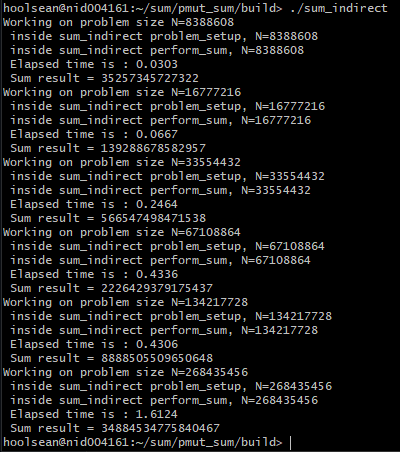 hoolsean@nid004161:~/sum/pmut_sum/build> ./sum_indirect
Working on problem size N=8388608
 inside sum_indirect problem_setup, N=8388608
 inside sum_indirect perform_sum, N=8388608
 Elapsed time is : 0.0303
 Sum result = 35257345727322
Working on problem size N=16777216
 inside sum_indirect problem_setup, N=16777216
 inside sum_indirect perform_sum, N=16777216
 Elapsed time is : 0.0667
 Sum result = 139288678582957
Working on problem size N=33554432
 inside sum_indirect problem_setup, N=33554432
 inside sum_indirect perform_sum, N=33554432
 Elapsed time is : 0.2464
 Sum result = 566547498471538
Working on problem size N=67108864
 inside sum_indirect problem_setup, N=67108864
 inside sum_indirect perform_sum, N=67108864
 Elapsed time is : 0.4336
 Sum result = 2226429379175437
Working on problem size N=134217728
 inside sum_indirect problem_setup, N=134217728
 inside sum_indirect perform_sum, N=134217728
 Elapsed time is : 0.4306
 Sum result = 8888505509650648
Working on problem size N=268435456
 inside sum_indirect problem_setup, N=268435456
 inside sum_indirect perform_sum, N=268435456
 Elapsed time is : 1.6124
 Sum result = 34884534775840467
hoolsean@nid004161:~/sum/pmut_sum/build>